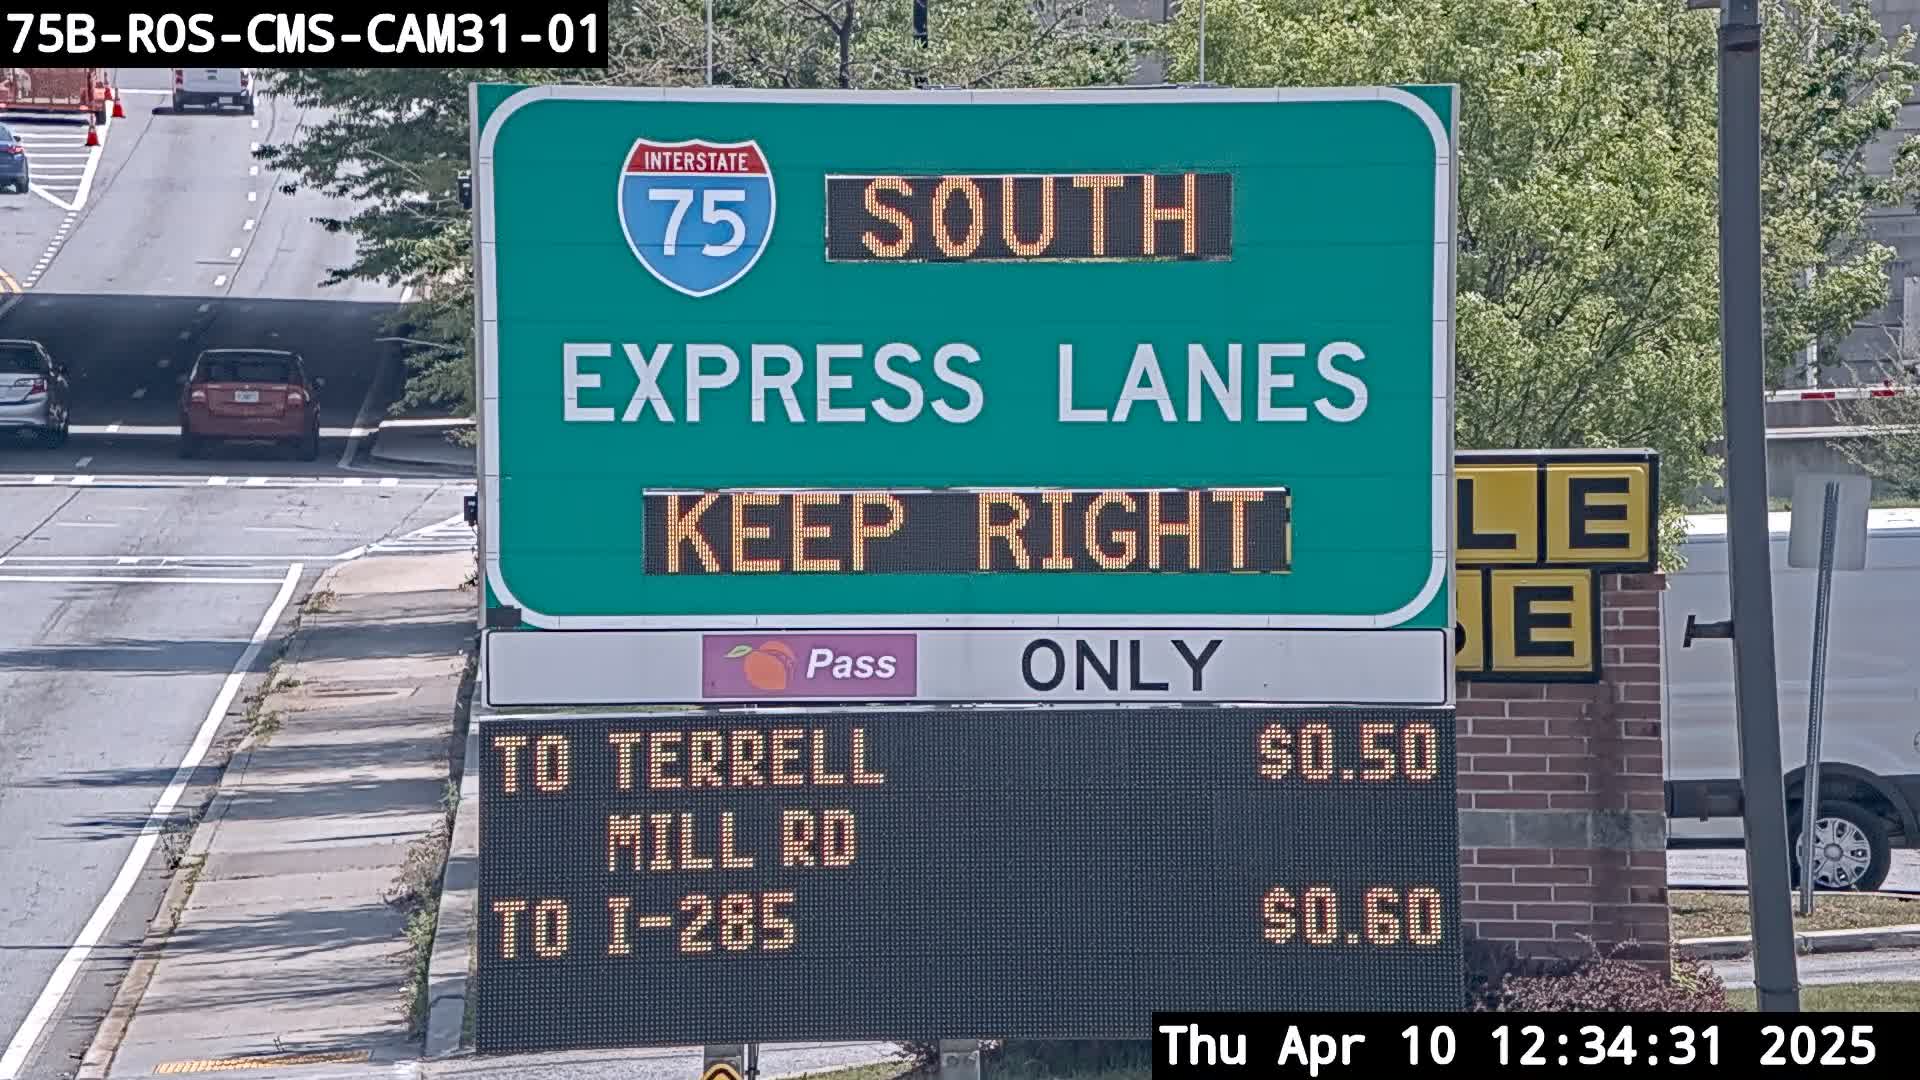 75B-ROS-CMS-CAM31-01
INTERSTATE
75
SOUTH
EXPRESS LANES
KEEP RIGHT
Pass ONLY
TO TERRELL $0.50
MILL RD
TO I-285 $0.60
LE
E
Thu Apr 10 12:34:31 2025